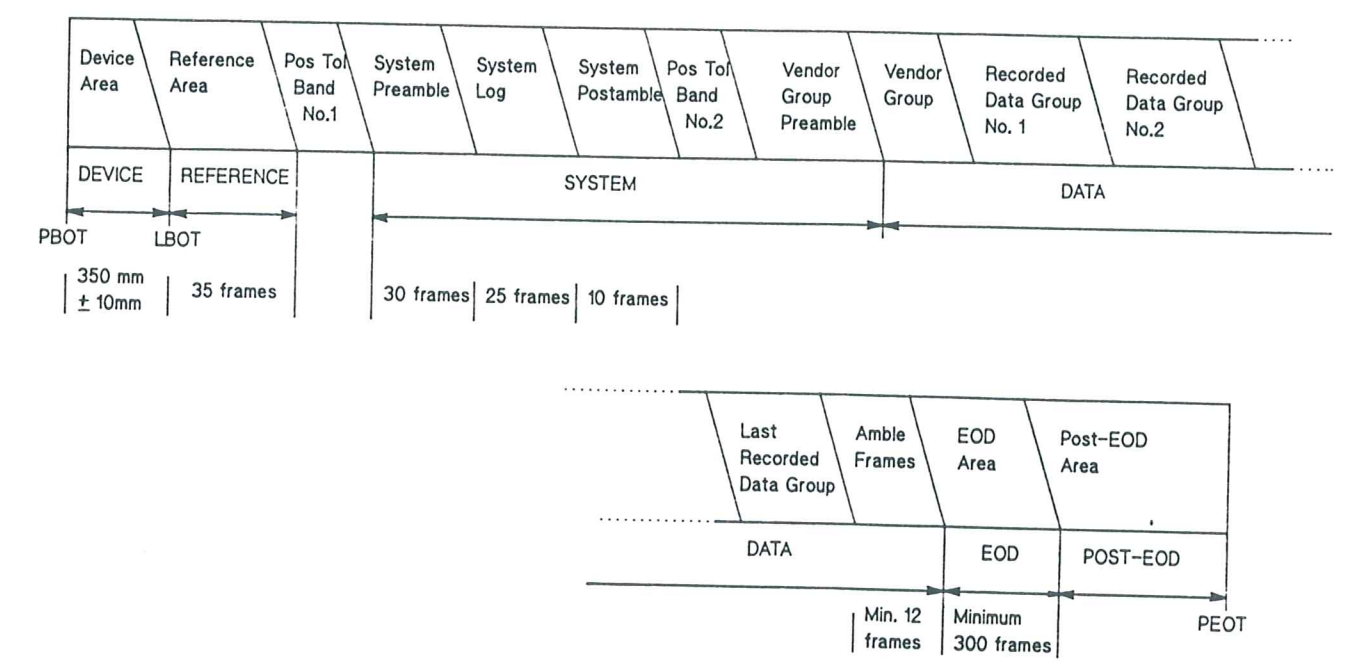 Device
Area
Reference
Area
Pos Tol
Band
No.1
System
Preamble
System
Log
System
Postamble
Pos Tol
Band
No.2
Vendor
Group
Preamble
Vendor
Group
Recorded
Data Group
No. 1
Recorded
Data Group
No.2
DEVICE
REFERENCE
SYSTEM
DATA
PBOT
LBOT
350 mm
± 10mm
35 frames
30 frames
25 frames
10 frames
Last
Recorded
Data Group
Amble
Frames
EOD
Area
Post-EOD
Area
DATA
EOD
POST-EOD
Min. 12
frames
Minimum
300 frames
PEOT